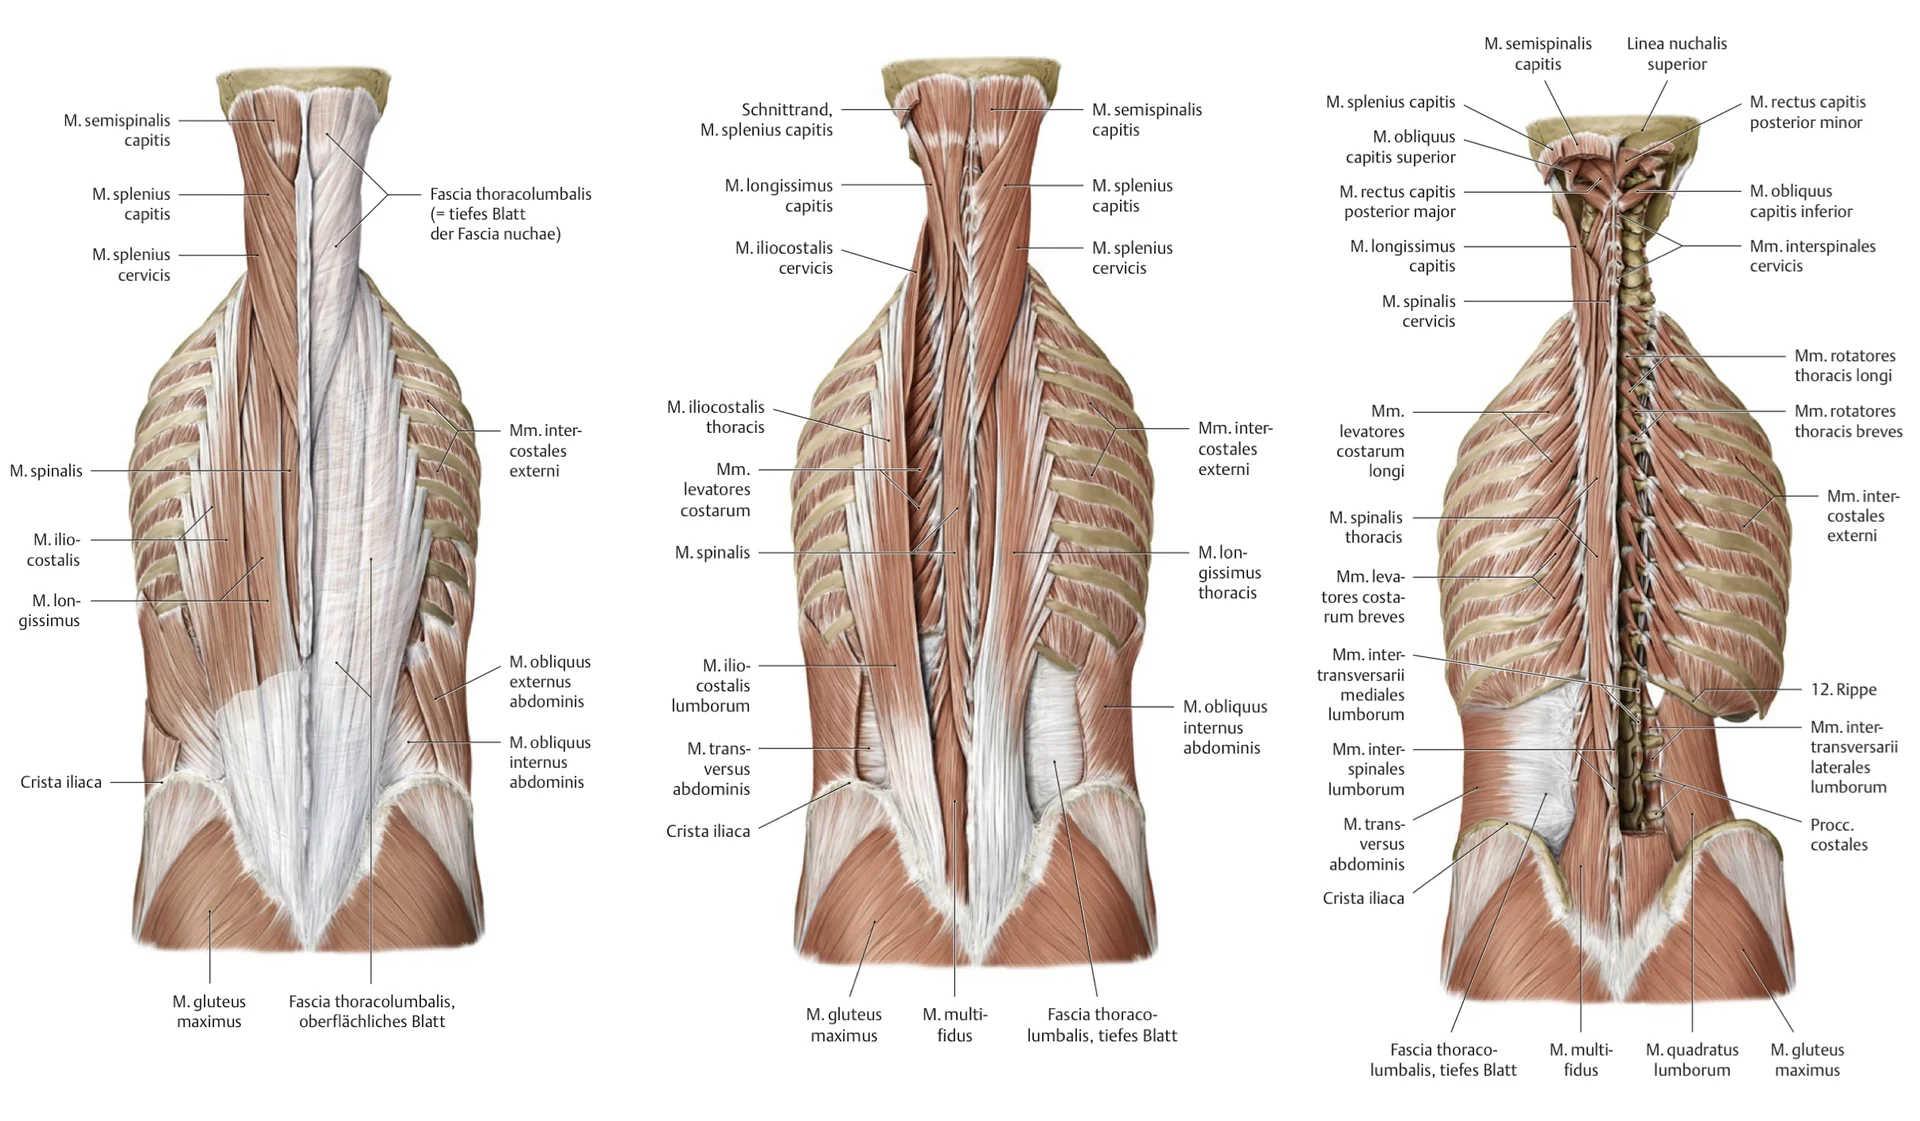 M. semispinalis
capitis
M. splenius
capitis
M. splenius
cervicis
M. spinalis
M. ilio-
costalis
M. lon-
gissimus
Crista iliaca
M. gluteus
maximus
Fascia thoracolumbalis,
oberflächliches Blatt
Fascia thoracolumbalis
(= tiefes Blatt
der Fascia nuchae)
Mm. inter-
costales
externi
M. obliquus
externus
abdominis
M. obliquus
internus
abdominis
Schnittrand,
M. splenius capitis
M. longissimus
capitis
M. iliocostalis
cervicis
M. iliocostalis
thoracis
Mm.
levatores
costarum
M. spinalis
M. ilio-
costalis
lumborum
M. trans-
versus
abdominis
Crista iliaca
M. gluteus
maximus
M. multi-
fidus
Fascia thoraco-
lumbalis, tiefes Blatt
M. semispinalis
capitis
M. splenius
capitis
M. splenius
cervicis
Mm. inter-
costales
externi
M. lon-
gissimus
thoracis
M. obliquus
internus
abdominis
M. semispinalis
capitis
Linea nuchalis
superior
M. splenius capitis
M. obliquus
capitis superior
M. rectus capitis
posterior major
M. longissimus
capitis
M. spinalis
cervicis
Mm.
levatores
costarum
longi
M. spinalis
thoracis
Mm. leva-
tores costa-
rum breves
Mm. inter-
transversarii
mediales
lumborum
Mm. inter-
spinales
lumborum
M. trans-
versus
abdominis
Crista iliaca
Fascia thoraco-
lumbalis, tiefes Blatt
M. multi-
fidus
M. quadratus
lumborum
M. gluteus
maximus
M. rectus capitis
posterior minor
M. obliquus
capitis inferior
Mm. interspinales
cervicis
Mm. rotatores
thoracis longi
Mm. rotatores
thoracis breves
Mm. inter-
costales
externi
12. Rippe
Mm. inter-
transversarii
laterales
lumborum
Procc.
costales